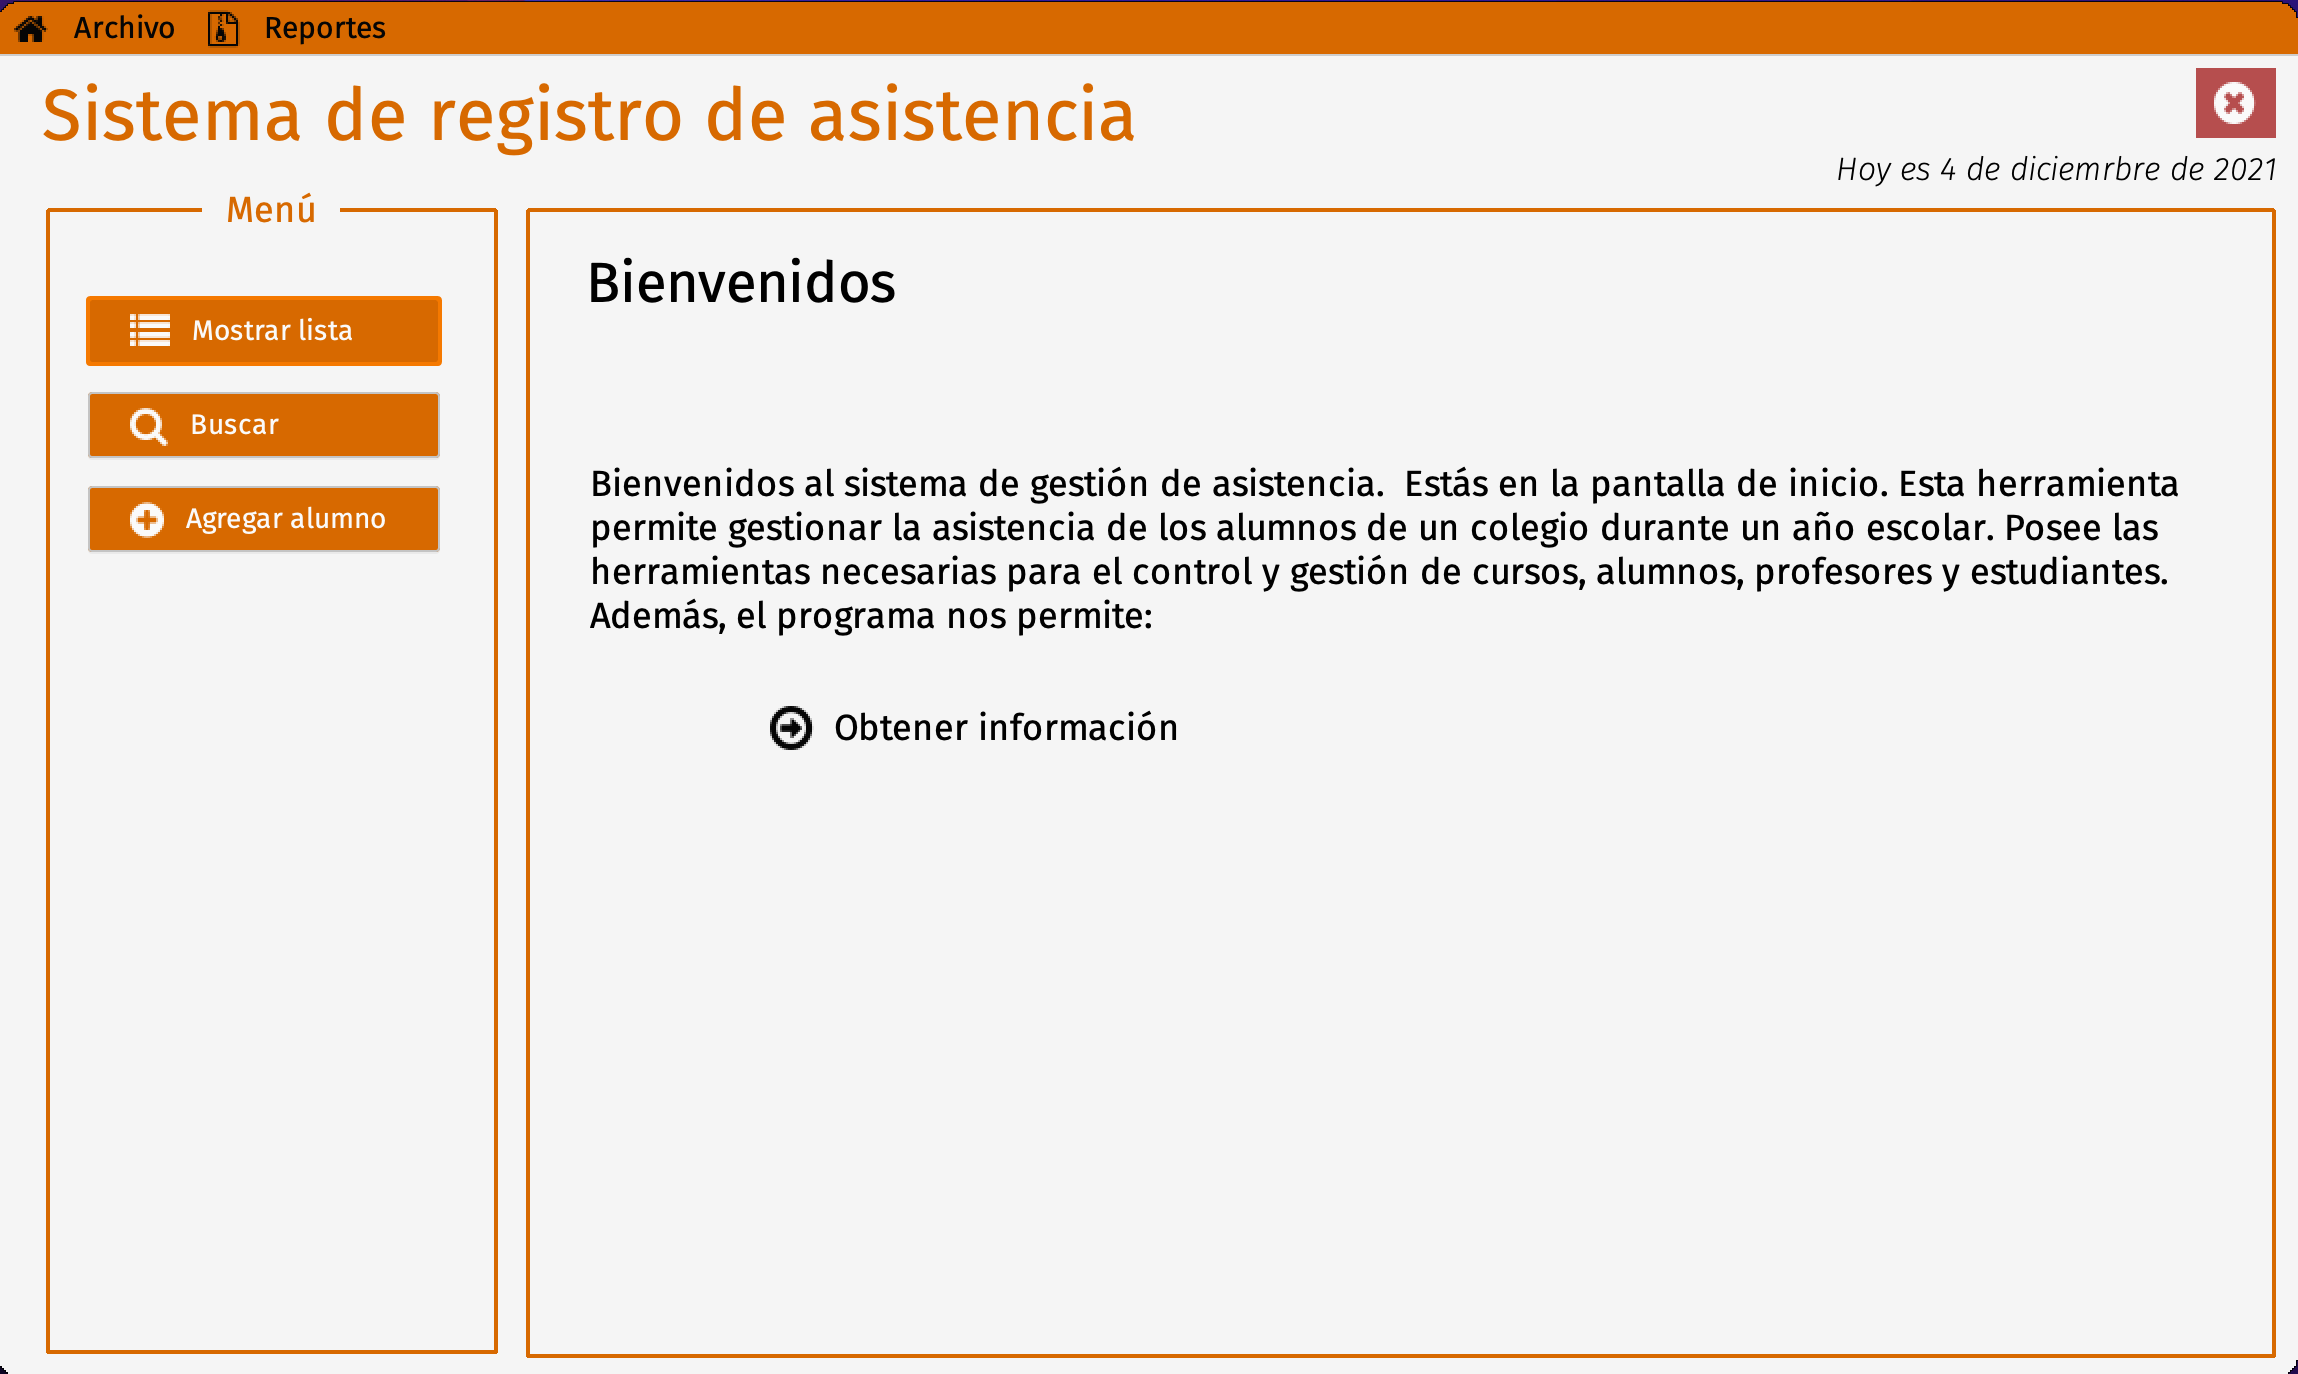 Archivo Reportes
Sistema de registro de asistencia
Hoy es 4 de diciemrbre de 2021
Menú
Mostrar lista
Buscar
Agregar alumno
Bienvenidos
Bienvenidos al sistema de gestión de asistencia.  Estás en la pantalla de inicio. Esta herramienta
permite gestionar la asistencia de los alumnos de un colegio durante un año escolar. Posee las
herramientas necesarias para el control y gestión de cursos, alumnos, profesores y estudiantes.
Además, el programa nos permite:
Obtener información